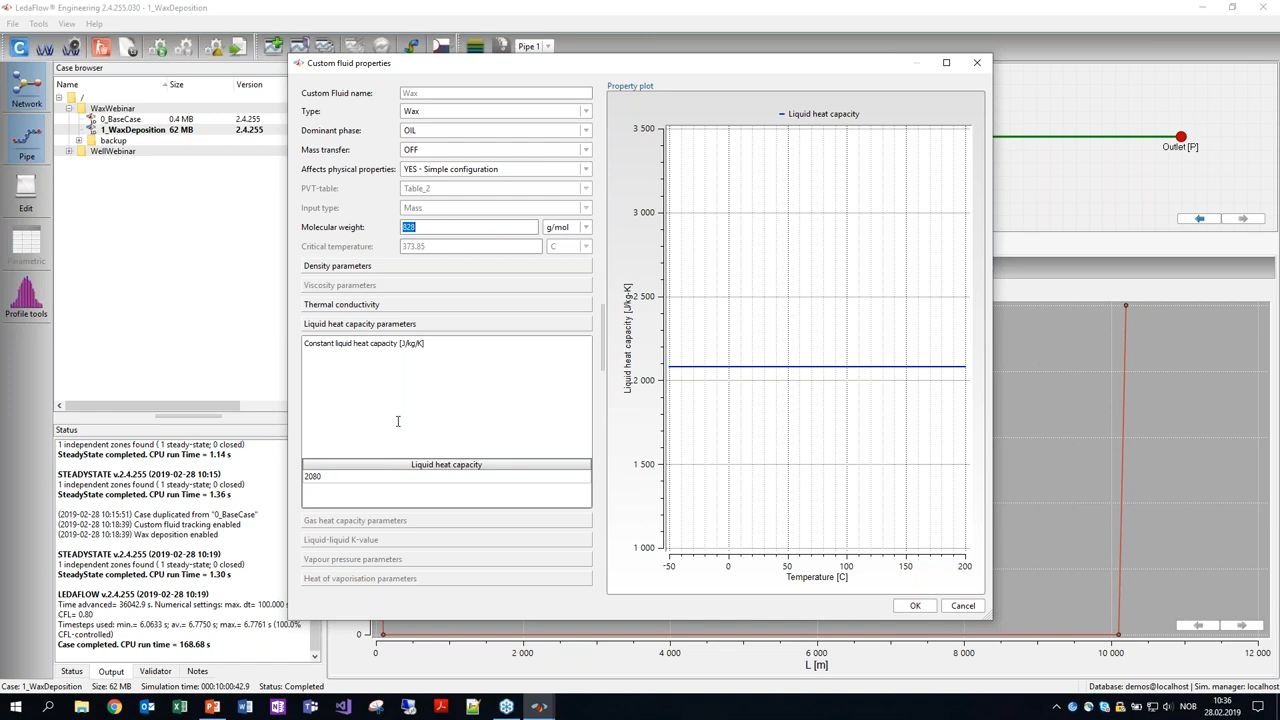 LedaFlow® Engineering 2.4.255.030 - 1_WaxDeposition
File Tools View Help
Pipe 1
Case browser
Name Size Version
/
WaxWebinar
0_BaseCase 0.4 MB 2.4.255
1_WaxDeposition 62 MB 2.4.255
backup
WellWebinar
Network
Pipe
Edit
Parametric
Profile tools
Status
1 independent zones found ( 1 steady-state; 0 closed)
SteadyState completed. CPU run Time = 1.14 s
STEADYSTATE v.2.4.255 (2019-02-28 10:15)
1 independent zones found ( 1 steady-state; 0 closed)
SteadyState completed. CPU run Time = 1.36 s
(2019-02-28 10:15:51) Case duplicated from "0_BaseCase"
(2019-02-28 10:18:39) Custom fluid tracking enabled
(2019-02-28 10:18:39) Wax deposition enabled
STEADYSTATE v.2.4.255 (2019-02-28 10:19)
1 independent zones found ( 1 steady-state; 0 closed)
SteadyState completed. CPU run Time = 1.30 s
LEDAFLOW v.2.4.255 (2019-02-28 10:19)
Time advanced= 36042.9 s. Numerical settings: max. dt= 100.000 s
CFL= 0.80
Timesteps used: min.= 6.0633 s; av.= 6.7750 s; max.= 6.7761 s (100.0%
CFL-controlled)
Case completed. CPU run Time = 168.68 s
Status Output Validator Notes
Case: 1_WaxDeposition Size: 62 MB Simulation time: 000:10:00:42.9 Status: Completed
Custom fluid properties
Custom Fluid name: Wax
Type: Wax
Dominant phase: OIL
Mass transfer: OFF
Affects physical properties: YES - Simple configuration
PVT-table: Table_2
Input type: Mass
Molecular weight: 828 g/mol
Critical temperature: 373.85 C
Density parameters
Viscosity parameters
Thermal conductivity
Liquid heat capacity parameters
Constant liquid heat capacity [J/kg/K]
Liquid heat capacity
2080
Gas heat capacity parameters
Liquid-liquid K-value
Vapour pressure parameters
Heat of vaporisation parameters
Property plot
Liquid heat capacity
3 500
3 000
2 500
2 000
1 500
1 000
Liquid heat capacity [J/kg-K]
-50 0 50 100 150 200
Temperature [C]
OK Cancel
Outlet [P]
0
0 2 000 4 000 6 000 8 000 10 000 12 000
L [m]
Database: demos@localhost Sim. manager: localhost
NOB
10:36
28.02.2019